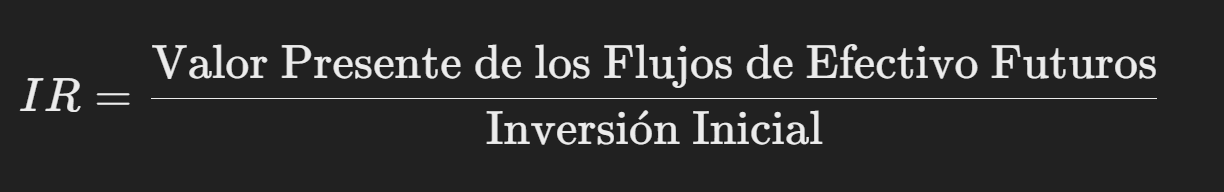 IR = Valor Presente de los Flujos de Efectivo Futuros
Inversión Inicial